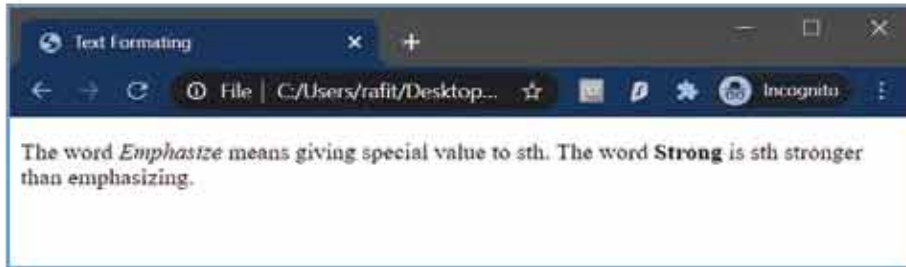 Text Formating
File | C:/Users/rafit/Desktop...
Incognito
The word Emphasize means giving special value to sth. The word Strong is sth stronger
than emphasizing.